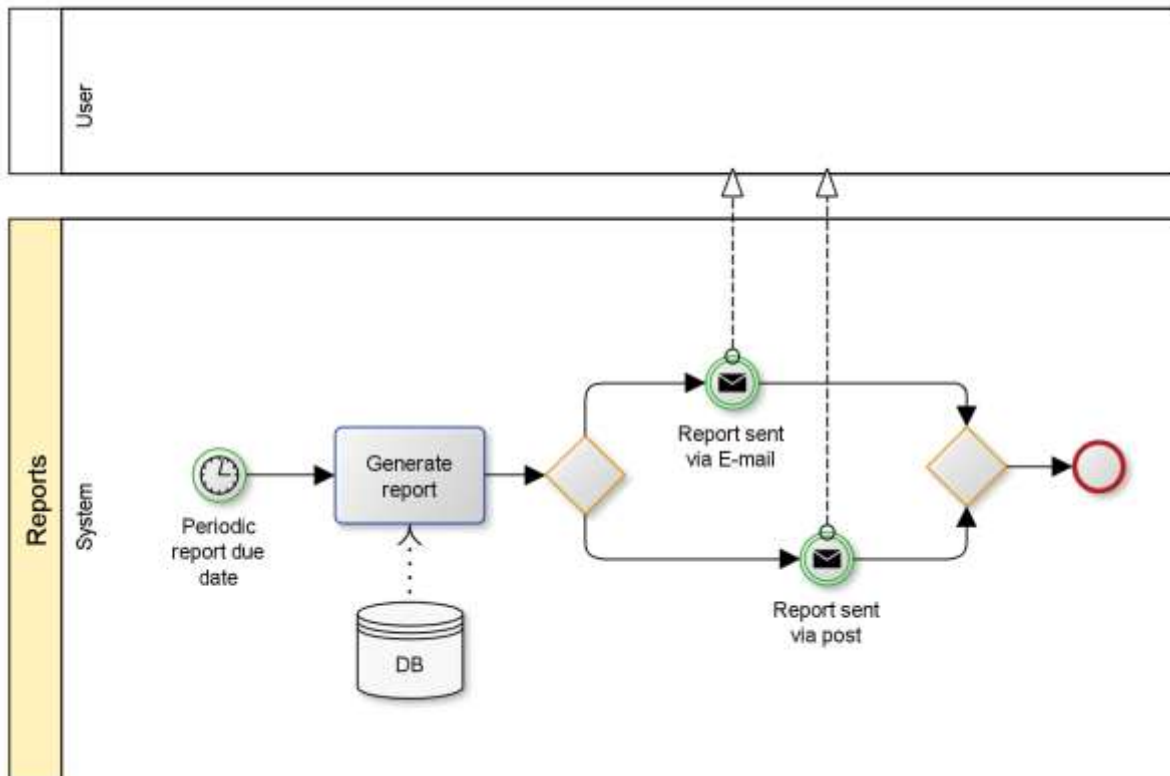 User
Reports
System
Periodic
report due
date
Generate
report
DB
Report sent
via E-mail
Report sent
via post